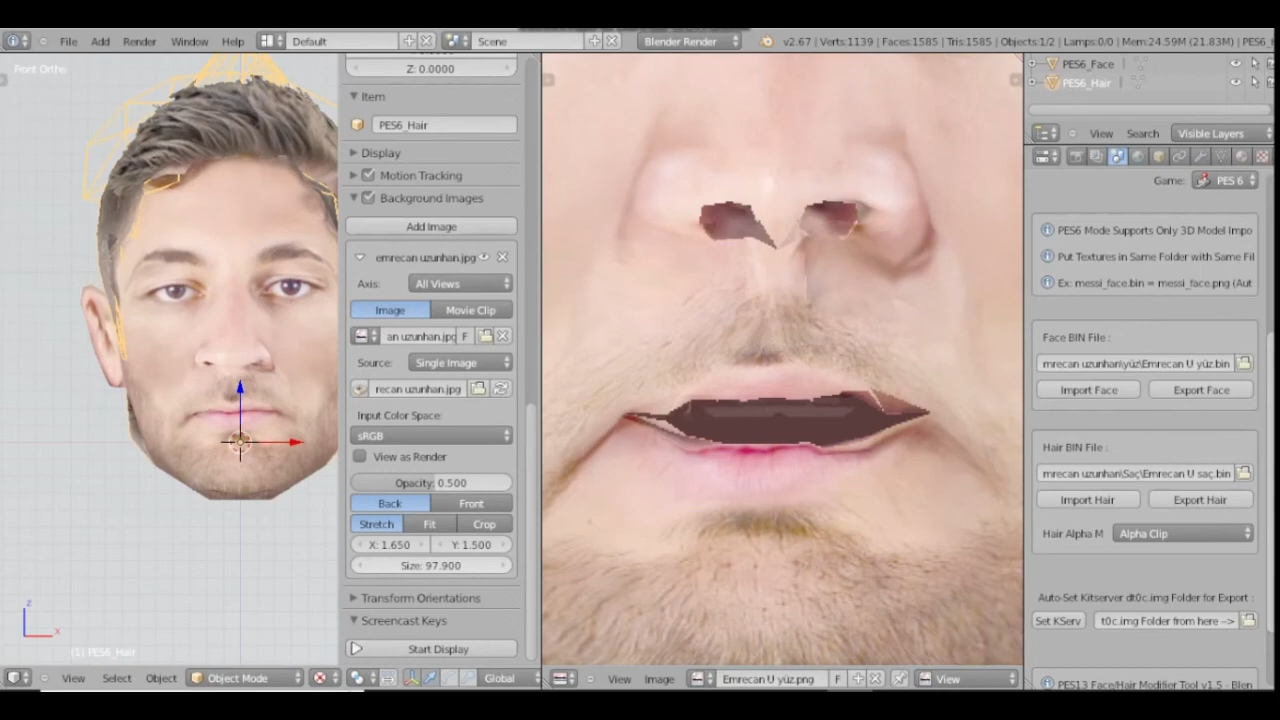 File Add Render Window Help Default Scene Blender Render v2.67 | Verts:1139 | Faces:1585 | Tris:1585 | Objects:1/2 | Lamps:0/0 | Mem:24.59M (21.83M) | PES6_
Front Ortho
Z: 0.0000
Item
PES6_Hair
Display
Motion Tracking
Background Images
Add Image
emrecan uzunhan.jpg
Axis: All Views
Image Movie Clip
an uzunhan.jpg F
Source: Single Image
recan uzunhan.jpg
Input Color Space:
sRGB
View as Render
Opacity: 0.500
Back Front
Stretch Fit Crop
X: 1.650 Y: 1.500
Size: 97.900
Transform Orientations
Screencast Keys
Start Display
z
x
(1) PES6_Hair
View Select Object Object Mode Global
View Image Emrecan U yüz.png F View
PES6_Face
PES6_Hair
View Search Visible Layers
Game: PES 6
PES6 Mode Supports Only 3D Model Impo
Put Textures in Same Folder with Same Fil
Ex: messi_face.bin = messi_face.png (Aut
Face BIN File :
mrecan uzunhan\yüz\Emrecan U yüz.bin
Import Face Export Face
Hair BIN File :
mrecan uzunhan\Saç\Emrecan U saç.bin
Import Hair Export Hair
Hair Alpha M Alpha Clip
Auto-Set Kitserver dt0c.img Folder for Export :
Set KServ t0c.img Folder from here -->
PES13 Face/Hair Modifier Tool v1.5 - Blen